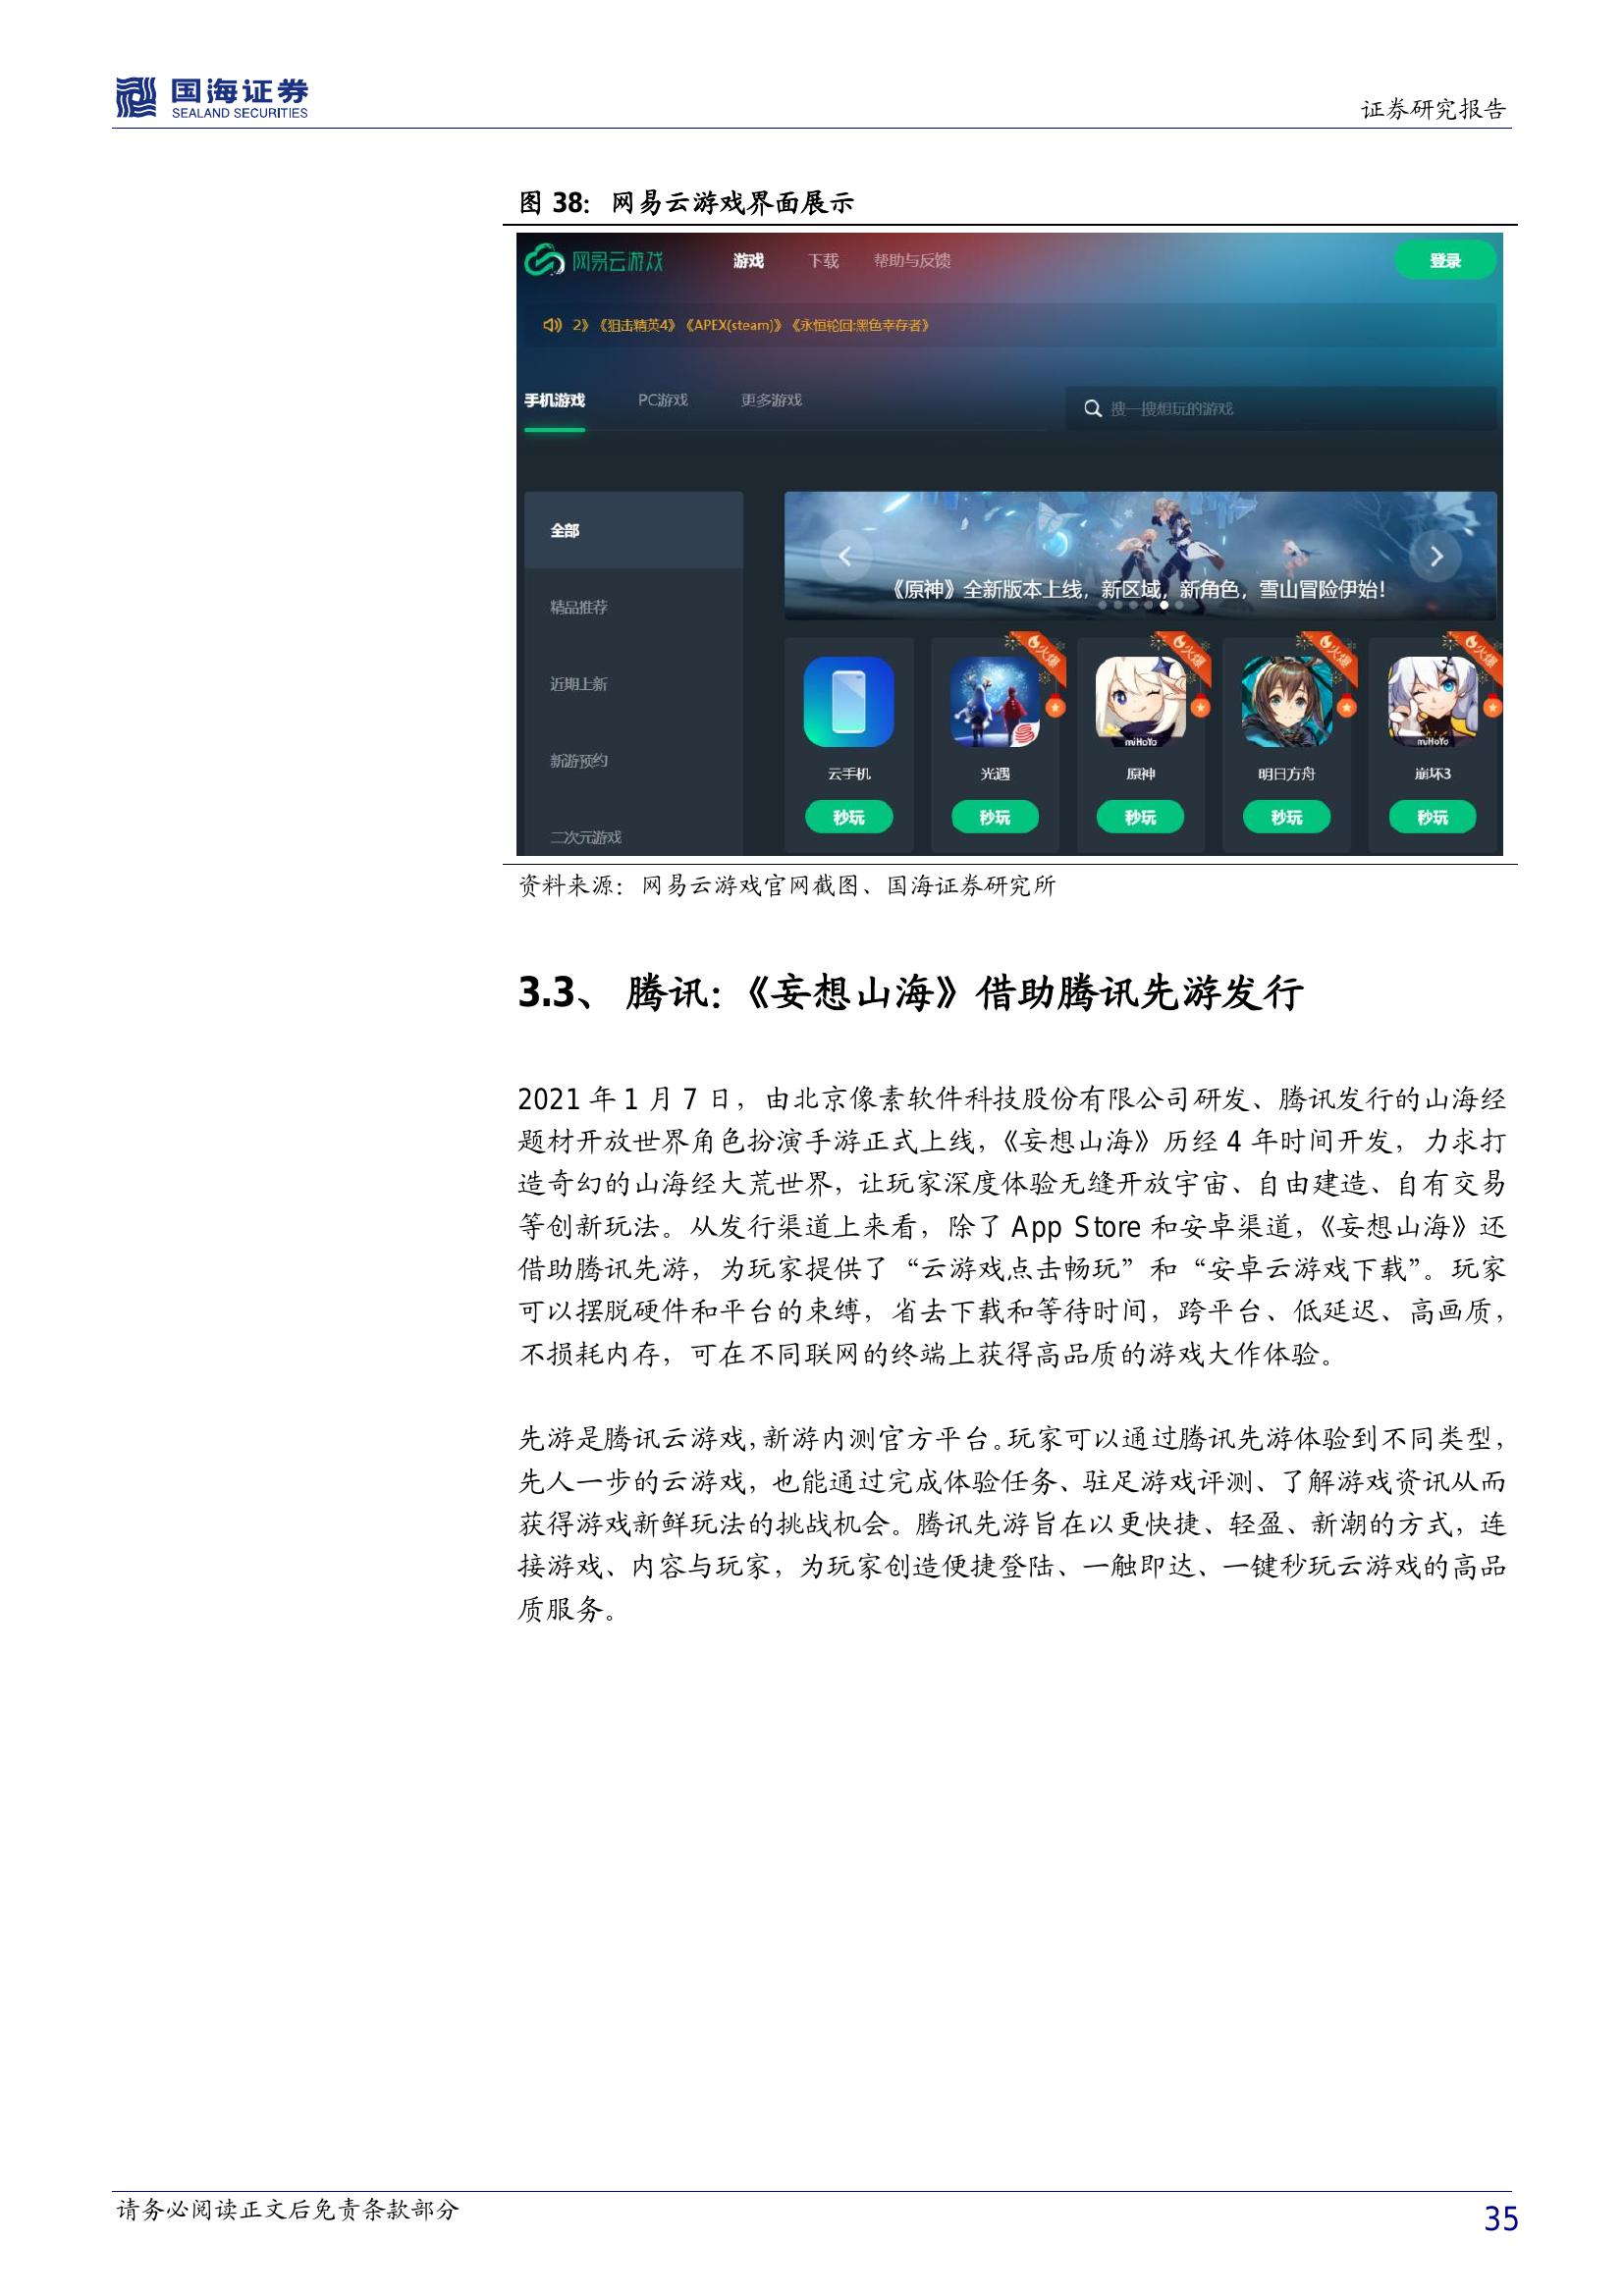 国海证券
SEALAND SECURITIES
证券研究报告
图 38： 网易云游戏界面展示
网易云游戏 游戏 下载 帮助与反馈 登录
2》《狙击精英4》《APEX(steam)》《永恒轮回:黑色幸存者》
手机游戏 PC游戏 更多游戏 搜一搜想玩的游戏
全部
精品推荐
近期上新
新游预约
二次元游戏
《原神》全新版本上线，新区域，新角色，雪山冒险伊始！
火爆 火爆 火爆 火爆
miHoYo miHoYo
云手机 光遇 原神 明日方舟 崩坏3
秒玩 秒玩 秒玩 秒玩 秒玩
资料来源：网易云游戏官网截图、国海证券研究所
3.3、 腾讯：《妄想山海》借助腾讯先游发行
2021 年 1 月 7 日，由北京像素软件科技股份有限公司研发、腾讯发行的山海经
题材开放世界角色扮演手游正式上线，《妄想山海》历经 4 年时间开发，力求打
造奇幻的山海经大荒世界，让玩家深度体验无缝开放宇宙、自由建造、自有交易
等创新玩法。从发行渠道上来看，除了 App Store 和安卓渠道，《妄想山海》还
借助腾讯先游，为玩家提供了“云游戏点击畅玩”和“安卓云游戏下载”。玩家
可以摆脱硬件和平台的束缚，省去下载和等待时间，跨平台、低延迟、高画质，
不损耗内存，可在不同联网的终端上获得高品质的游戏大作体验。
先游是腾讯云游戏，新游内测官方平台。玩家可以通过腾讯先游体验到不同类型，
先人一步的云游戏，也能通过完成体验任务、驻足游戏评测、了解游戏资讯从而
获得游戏新鲜玩法的挑战机会。腾讯先游旨在以更快捷、轻盈、新潮的方式，连
接游戏、内容与玩家，为玩家创造便捷登陆、一触即达、一键秒玩云游戏的高品
质服务。
请务必阅读正文后免责条款部分
35